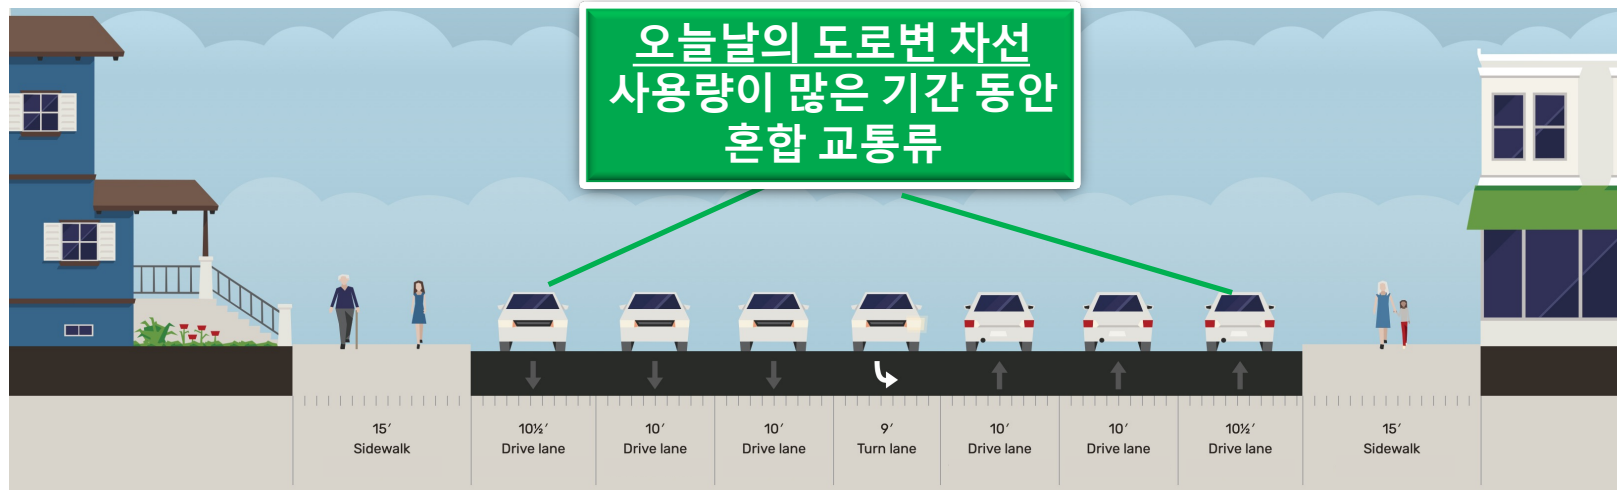 오늘날의 도로변 차선
사용량이 많은 기간 동안
혼합 교통류
15′
Sidewalk
10½′
Drive lane
10′
Drive lane
10′
Drive lane
9′
Turn lane
10′
Drive lane
10′
Drive lane
10½′
Drive lane
15′
Sidewalk